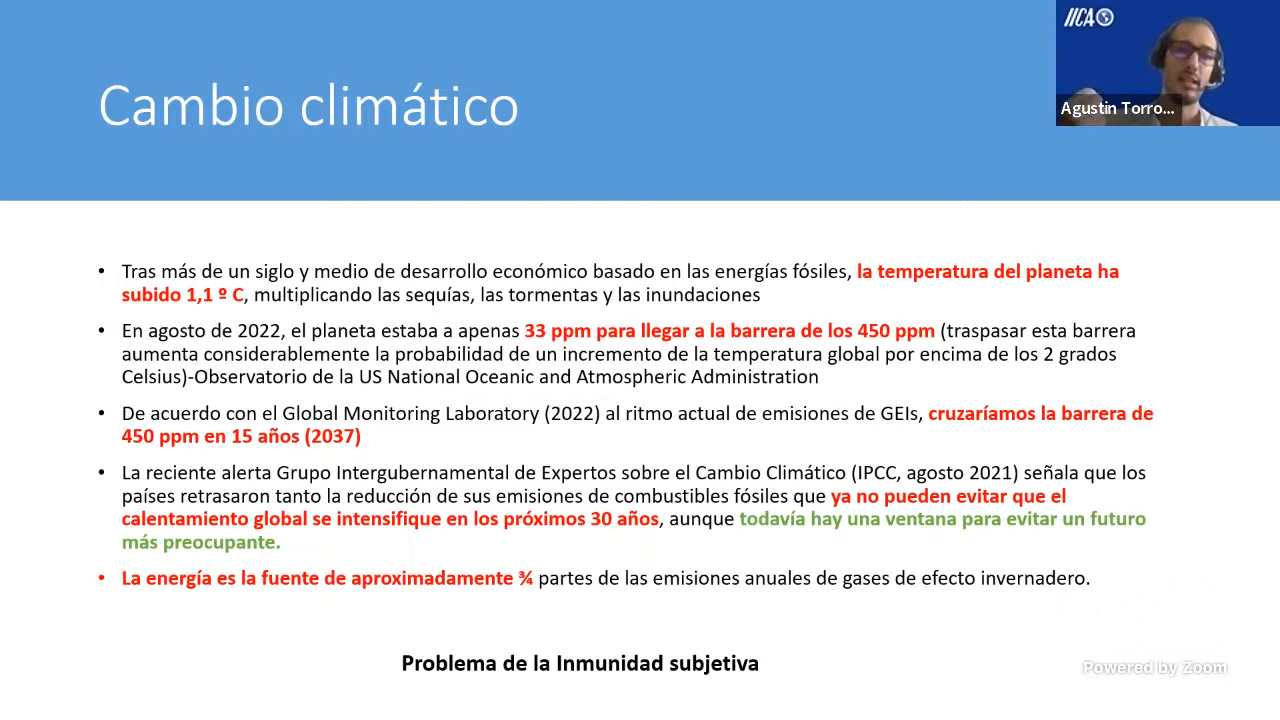 IICA
Cambio climático
Agustin Torro...
• Tras más de un siglo y medio de desarrollo económico basado en las energías fósiles, la temperatura del planeta ha
subido 1,1 º C, multiplicando las sequías, las tormentas y las inundaciones
• En agosto de 2022, el planeta estaba a apenas 33 ppm para llegar a la barrera de los 450 ppm (traspasar esta barrera
aumenta considerablemente la probabilidad de un incremento de la temperatura global por encima de los 2 grados
Celsius)-Observatorio de la US National Oceanic and Atmospheric Administration
• De acuerdo con el Global Monitoring Laboratory (2022) al ritmo actual de emisiones de GEIs, cruzaríamos la barrera de
450 ppm en 15 años (2037)
• La reciente alerta Grupo Intergubernamental de Expertos sobre el Cambio Climático (IPCC, agosto 2021) señala que los
países retrasaron tanto la reducción de sus emisiones de combustibles fósiles que ya no pueden evitar que el
calentamiento global se intensifique en los próximos 30 años, aunque todavía hay una ventana para evitar un futuro
más preocupante.
• La energía es la fuente de aproximadamente ¾ partes de las emisiones anuales de gases de efecto invernadero.
Problema de la Inmunidad subjetiva
Powered by Zoom